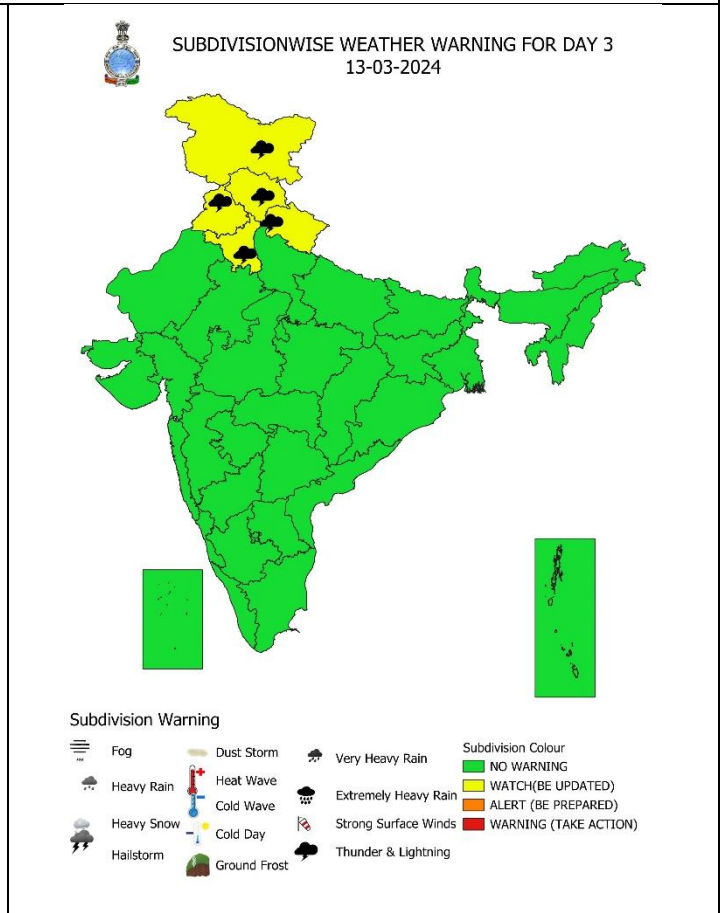 SUBDIVISIONWISE WEATHER WARNING FOR DAY 3
13-03-2024
Subdivision Warning
Fog
Heavy Rain
Heavy Snow
Hailstorm
Dust Storm
Heat Wave
Cold Wave
Cold Day
Ground Frost
Very Heavy Rain
Extremely Heavy Rain
Strong Surface Winds
Thunder & Lightning
Subdivision Colour
NO WARNING
WATCH(BE UPDATED)
ALERT (BE PREPARED)
WARNING (TAKE ACTION)